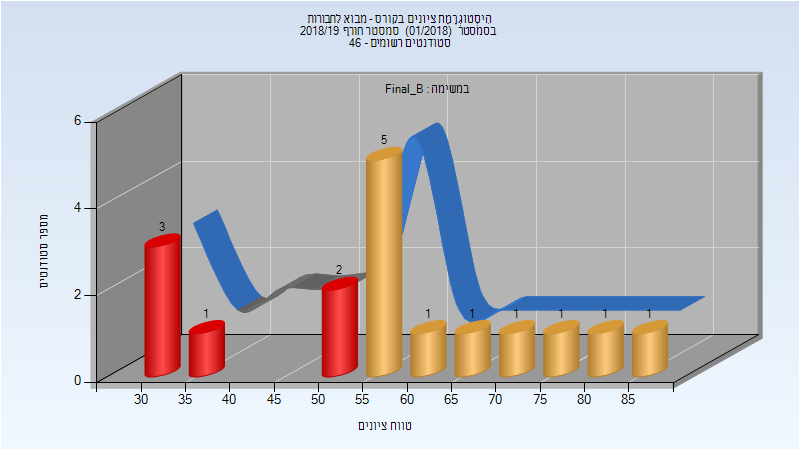 היסטוגרמת ציונים בקורס - מבוא לחבורות
בסמסטר (01/2018) סמסטר חורף 2018/19
סטודנטים רשומים - 46
במשימה : Final_B
מספר סטודנטים
6
4
2
0
3
1
2
5
1
1
1
1
1
1
30 35 40 45 50 55 60 65 70 75 80 85
טווח ציונים